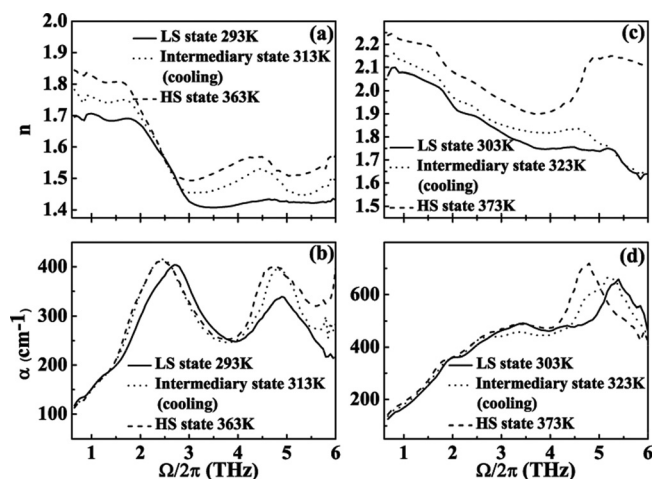 2.0
1.9
1.8
1.7
1.6
1.5
1.4
n
(a)
LS state 293K
Intermediary state 313K
(cooling)
HS state 363K
2.2
2.1
2.0
1.9
1.8
1.7
1.6
1.5
(c)
LS state 303K
Intermediary state 323K
(cooling)
HS state 373K
400
300
200
100
α (cm⁻¹)
(b)
LS state 293K
Intermediary state 313K
(cooling)
HS state 363K
1 2 3 4 5 6
Ω/2π (THz)
600
400
200
(d)
LS state 303K
Intermediary state 323K
(cooling)
HS state 373K
1 2 3 4 5 6
Ω/2π (THz)